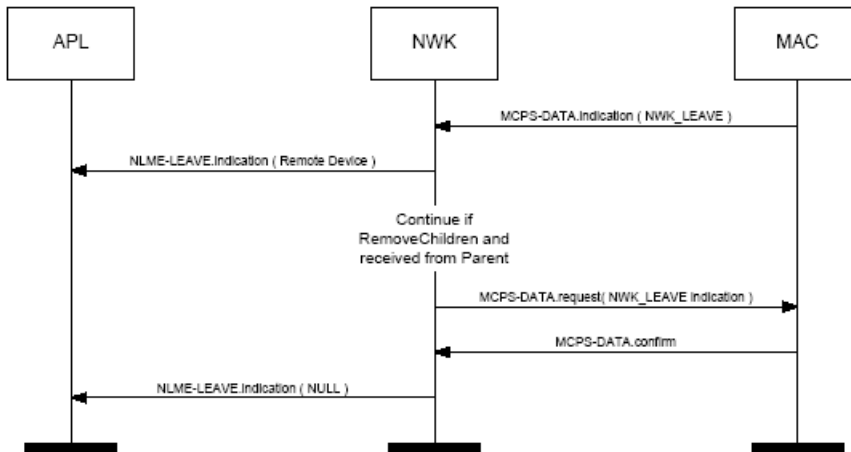 APL
NWK
MAC
MCPS-DATA.indication ( NWK_LEAVE )
NLME-LEAVE.indication ( Remote Device )
Continue if
RemoveChildren and
received from Parent
MCPS-DATA.request( NWK_LEAVE indication )
MCPS-DATA.confirm
NLME-LEAVE.indication ( NULL )